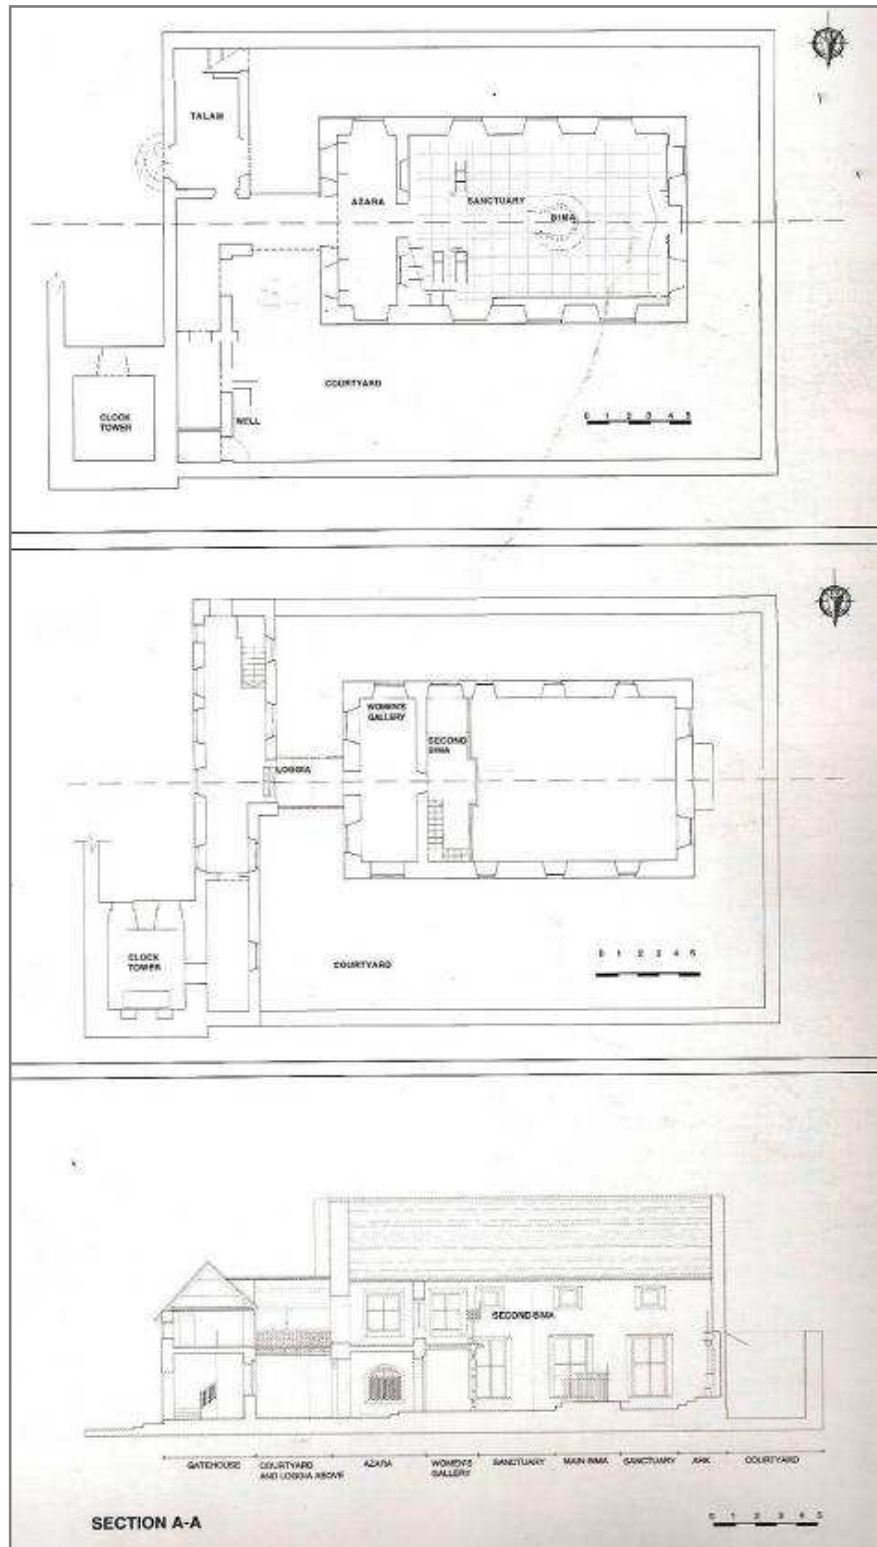 TALAM
AZARA
SANCTUARY
BIMA
COURTYARD
0 1 2 3 4 5
CLOCK
TOWER
WELL
WOMEN'S
GALLERY
SECOND
BIMA
LOGGIA
CLOCK
TOWER
COURTYARD
0 1 2 3 4 5
SECOND BIMA
GATEHOUSE
COURTYARD
AND LOGGIA ABOVE
AZARA
WOMEN'S
GALLERY
SANCTUARY
MAIN BIMA
SANCTUARY
ARK
COURTYARD
SECTION A-A
0 1 2 3 4 5